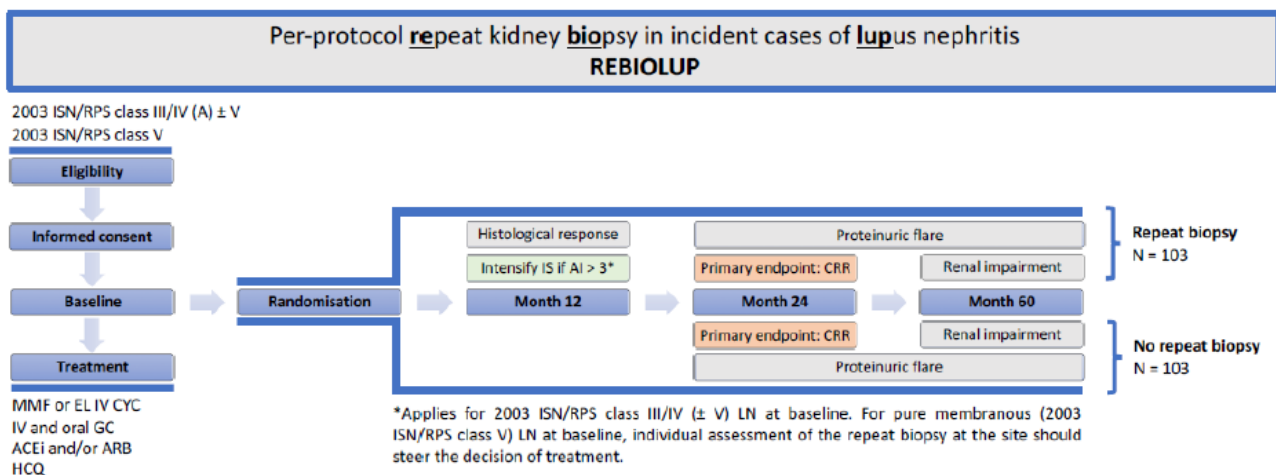 Per-protocol repeat kidney biopsy in incident cases of lupus nephritis
REBIOLUP
2003 ISN/RPS class III/IV (A) ± V
2003 ISN/RPS class V
Eligibility
Informed consent
Baseline
Treatment
MMF or EL IV CYC
IV and oral GC
ACEi and/or ARB
HCQ
Randomisation
Histological response
Intensify IS if AI > 3*
Month 12
Proteinuric flare
Primary endpoint: CRR
Renal impairment
Month 24
Month 60
Primary endpoint: CRR
Renal impairment
Proteinuric flare
Repeat biopsy
N = 103
No repeat biopsy
N = 103
*Applies for 2003 ISN/RPS class III/IV (± V) LN at baseline. For pure membranous (2003
ISN/RPS class V) LN at baseline, individual assessment of the repeat biopsy at the site should
steer the decision of treatment.